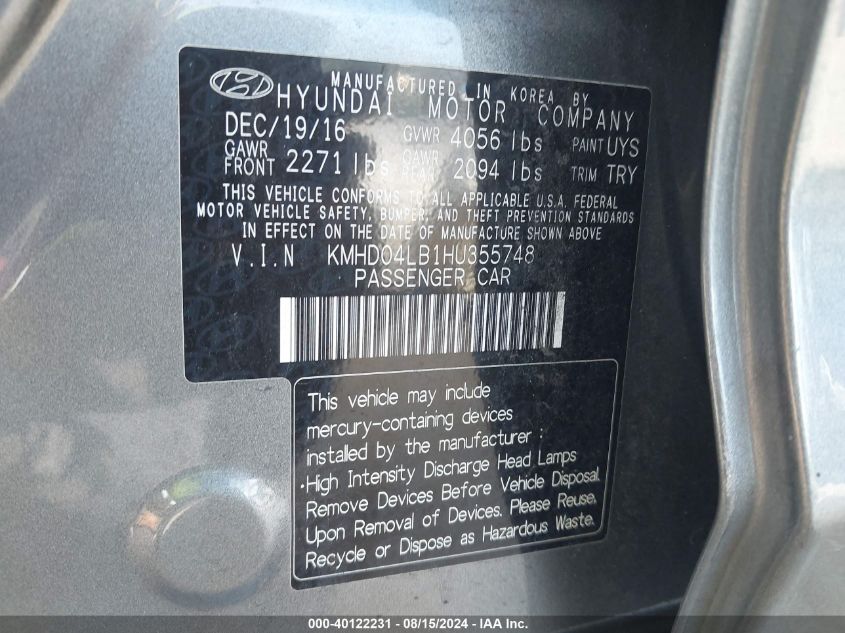 MANUFACTURED IN KOREA BY
HYUNDAI MOTOR COMPANY
DEC/19/16 GVWR 4056 lbs PAINT UYS
GAWR FRONT 2271 lbs GAWR REAR 2094 lbs TRIM TRY
THIS VEHICLE CONFORMS TO ALL APPLICABLE U.S.A. FEDERAL
MOTOR VEHICLE SAFETY, BUMPER, AND THEFT PREVENTION STANDARDS
IN EFFECT ON THE DATE OF MANUFACTURE SHOWN ABOVE
V.I.N KMHD04LB1HU355748
PASSENGER CAR
This vehicle may include
mercury-containing devices
installed by the manufacturer :
·High Intensity Discharge Head Lamps
Remove Devices Before Vehicle Disposal.
Upon Removal of Devices. Please Reuse,
Recycle or Dispose as Hazardous Waste.
000-40122231 - 08/15/2024 - IAA Inc.